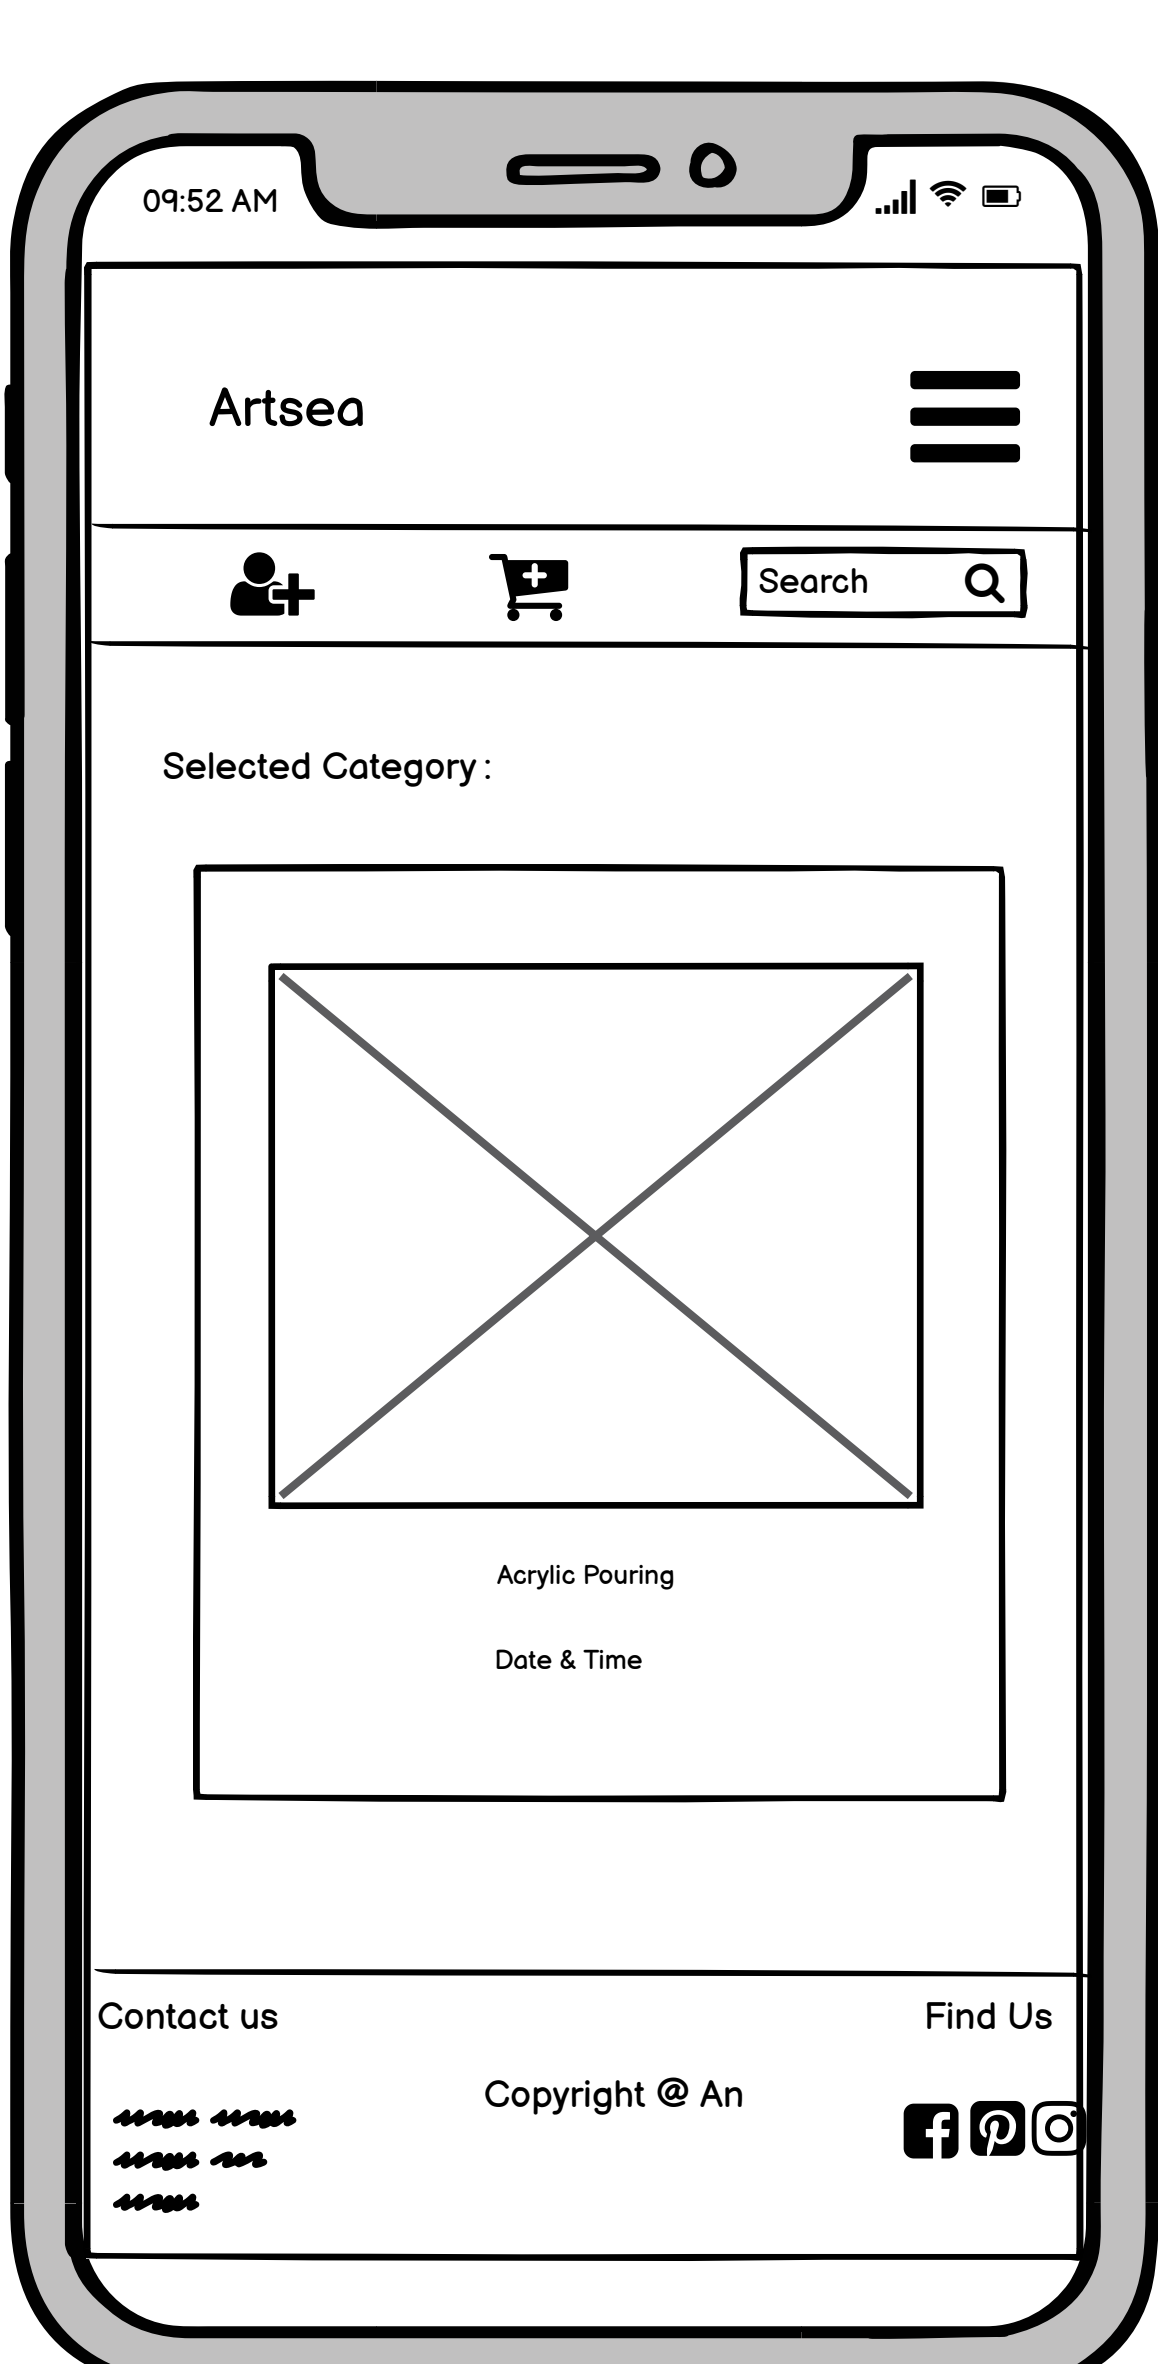 09:52 AM
Artsea
Search
Selected Category :
Acrylic Pouring
Date & Time
Contact us
Find Us
Copyright @ An